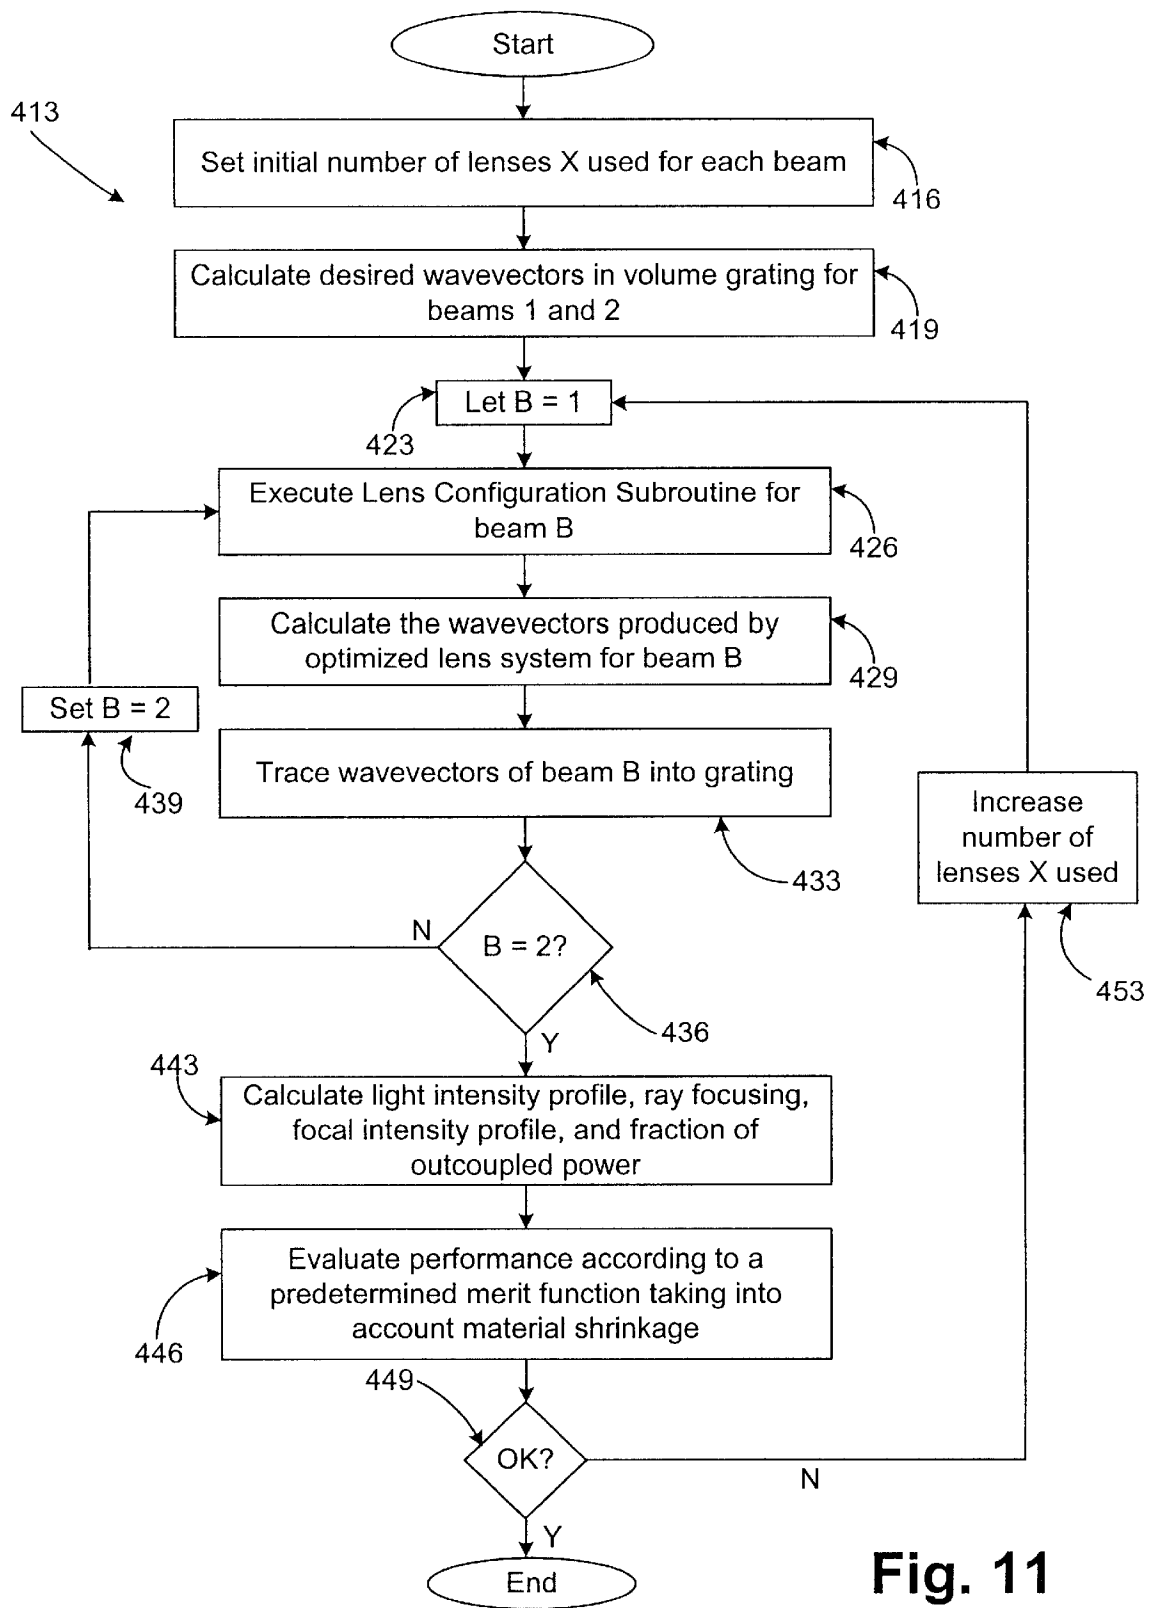 Start
413
Set initial number of lenses X used for each beam
416
Calculate desired wavevectors in volume grating for
beams 1 and 2
419
Let B = 1
423
Execute Lens Configuration Subroutine for
beam B
426
Calculate the wavevectors produced by
optimized lens system for beam B
429
Set B = 2
439
Trace wavevectors of beam B into grating
433
Increase
number of
lenses X used
453
N
B = 2?
436
Y
443
Calculate light intensity profile, ray focusing,
focal intensity profile, and fraction of
outcoupled power
Evaluate performance according to a
predetermined merit function taking into
account material shrinkage
446
449
OK?
N
Y
End
Fig. 11